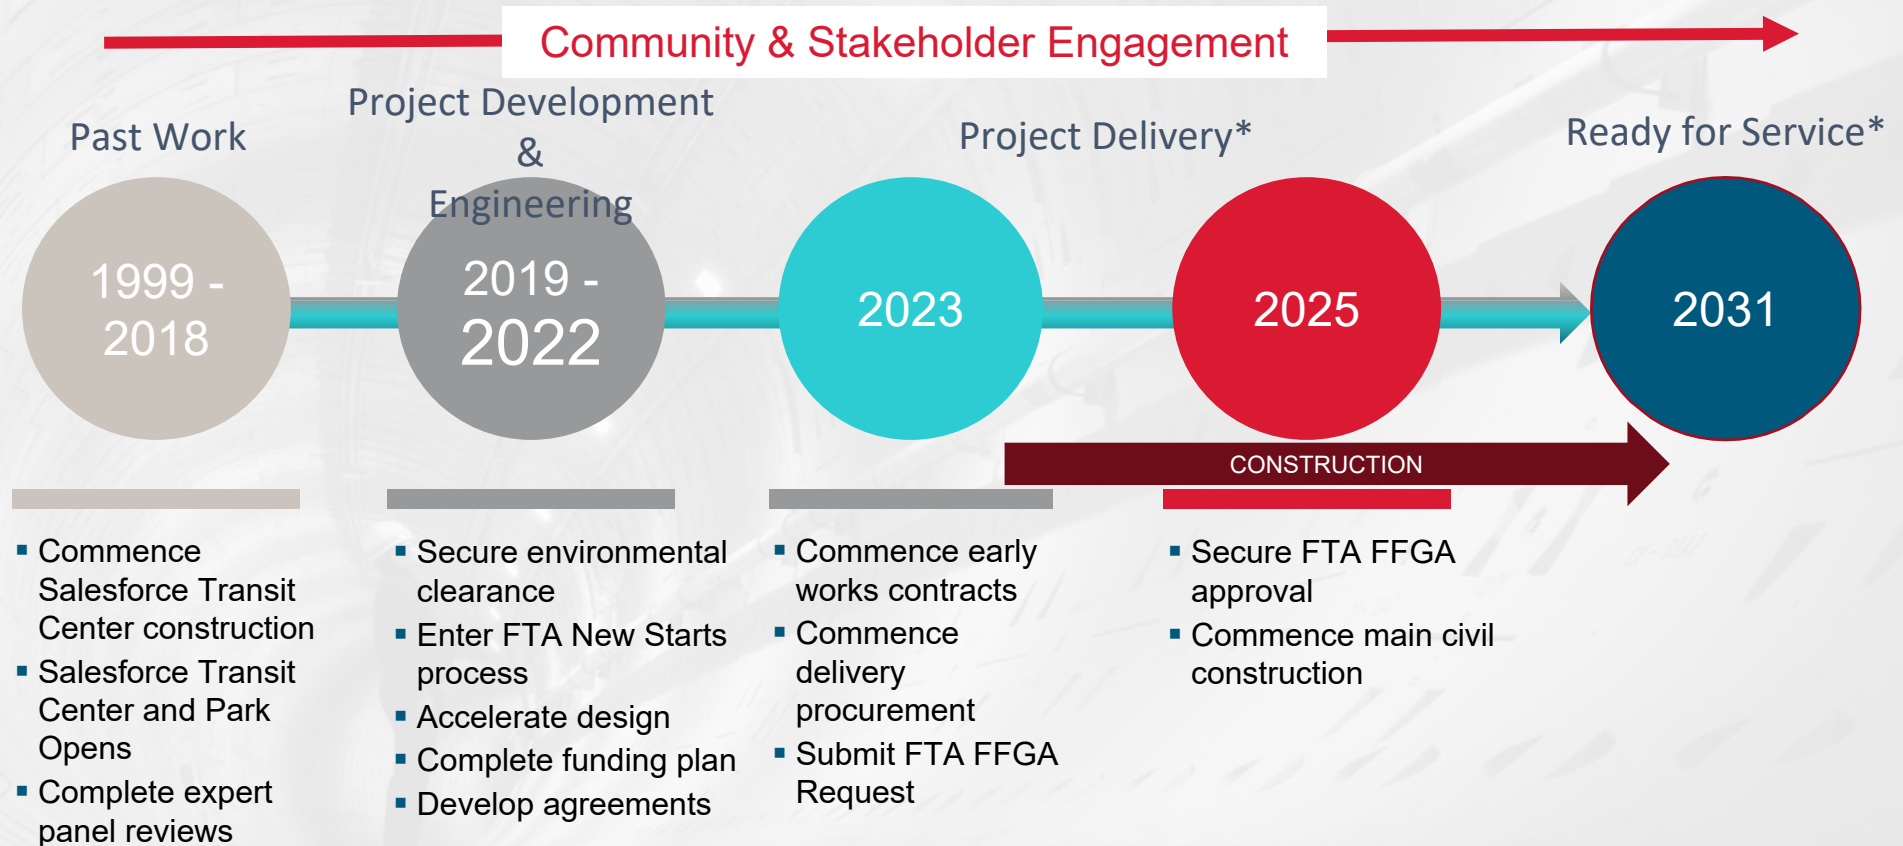 Community & Stakeholder Engagement
Past Work
Project Development
&
Engineering
Project Delivery*
Ready for Service*
1999 -
2018
2019 -
2022
2023
2025
2031
CONSTRUCTION
▪ Commence
Salesforce Transit
Center construction
▪ Salesforce Transit
Center and Park
Opens
▪ Complete expert
panel reviews
▪ Secure environmental
clearance
▪ Enter FTA New Starts
process
▪ Accelerate design
▪ Complete funding plan
▪ Develop agreements
▪ Commence early
works contracts
▪ Commence
delivery
procurement
▪ Submit FTA FFGA
Request
▪ Secure FTA FFGA
approval
▪ Commence main civil
construction